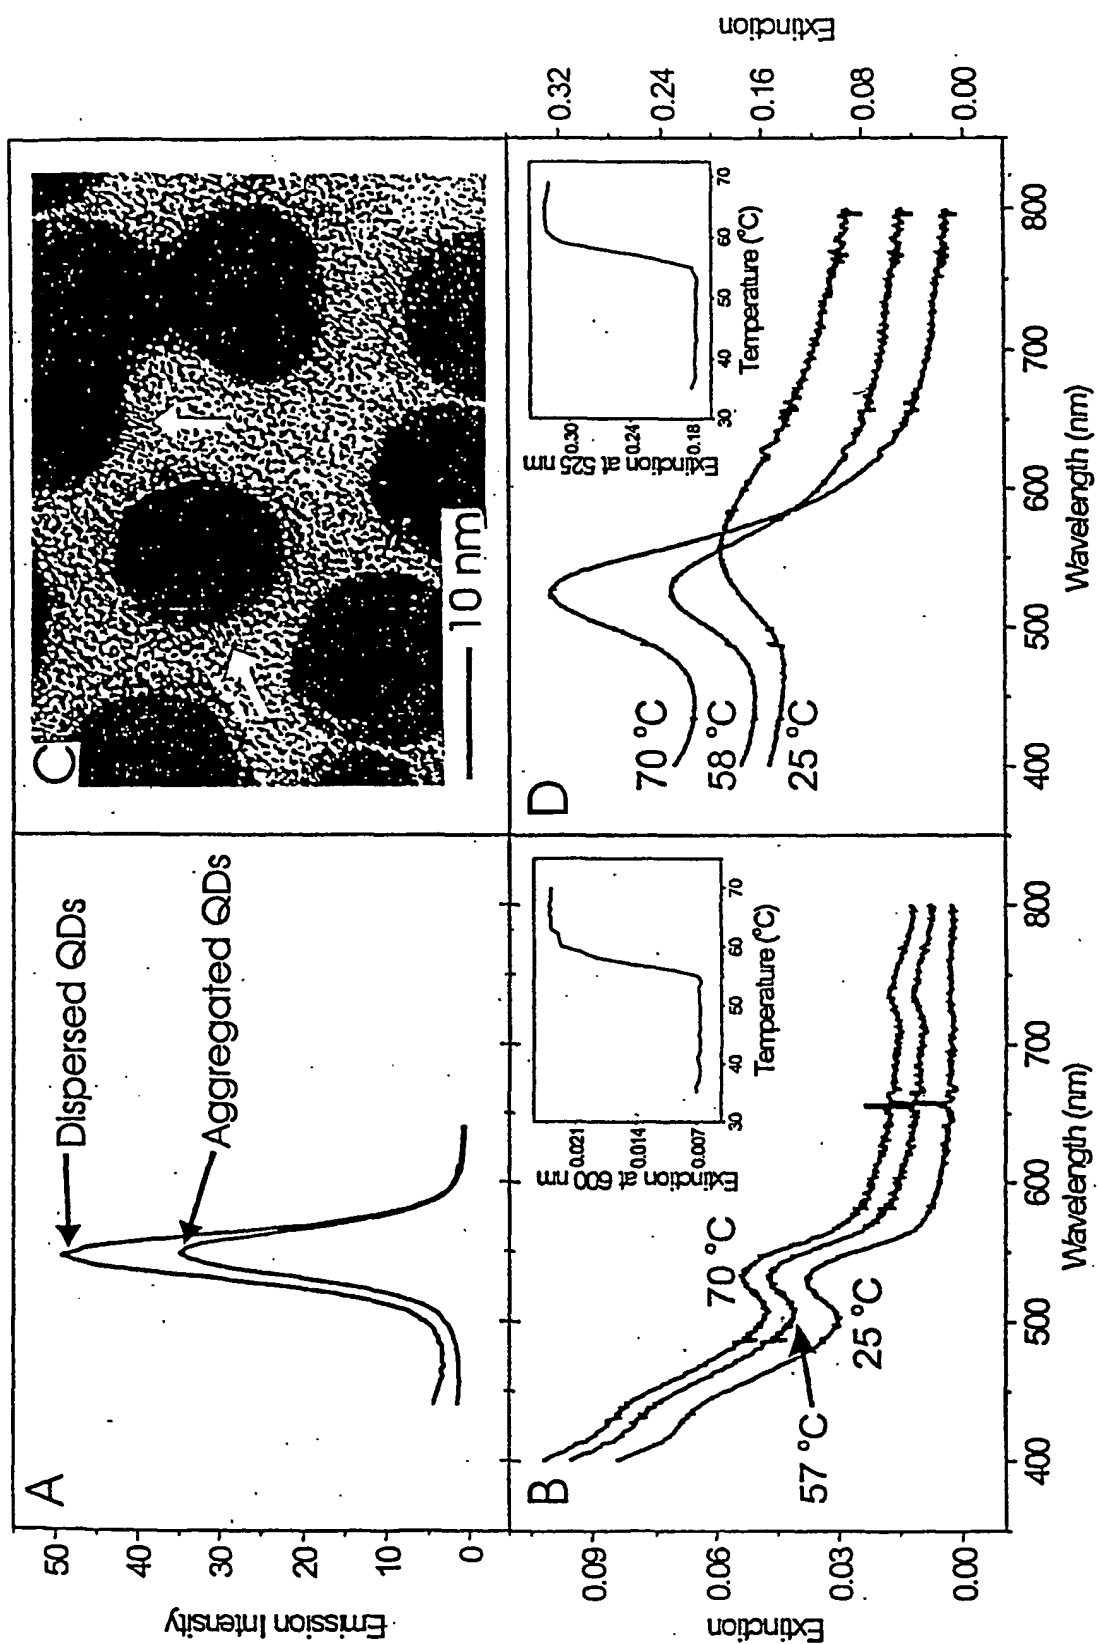 A
Dispersed QDs
Aggregated QDs
50
40
30
20
10
0
Emission Intensity
C
10 nm
B
70 °C
57 °C
25 °C
0.09
0.06
0.03
0.00
Extinction
400
500
600
700
800
Wavelength (nm)
Extinction at 600 nm
0.021
0.014
0.007
30
40
50
60
70
Temperature (°C)
D
70 °C
58 °C
25 °C
0.32
0.24
0.16
0.08
0.00
Extinction
400
500
600
700
800
Wavelength (nm)
Extinction at 525 nm
0.30
0.24
0.18
30
40
50
60
70
Temperature (°C)